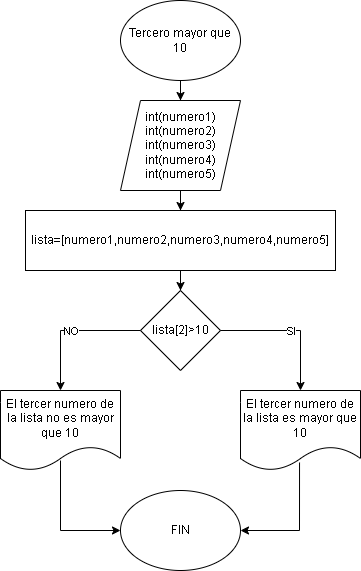 Tercero mayor que
10
int(numero1)
int(numero2)
int(numero3)
int(numero4)
int(numero5)
lista=[numero1,numero2,numero3,numero4,numero5]
lista[2]>10
NO
SI
El tercer numero de
la lista no es mayor
que 10
El tercer numero de
la lista es mayor que
10
FIN